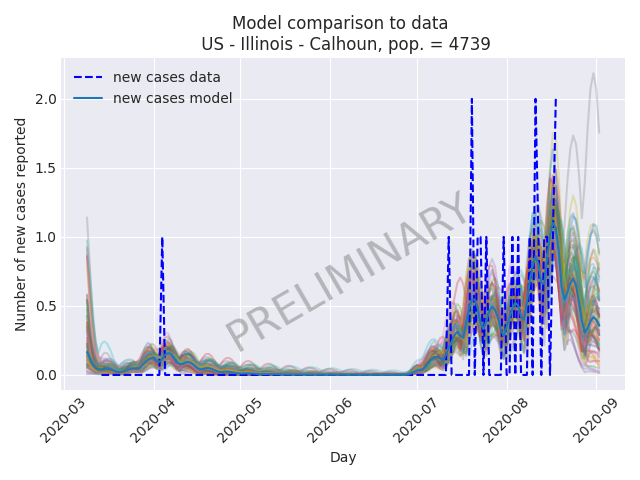 Model comparison to data
US - Illinois - Calhoun, pop. = 4739
new cases data
new cases model
Number of new cases reported
2.0
1.5
1.0
0.5
0.0
PRELIMINARY
2020-03
2020-04
2020-05
2020-06
2020-07
2020-08
2020-09
Day